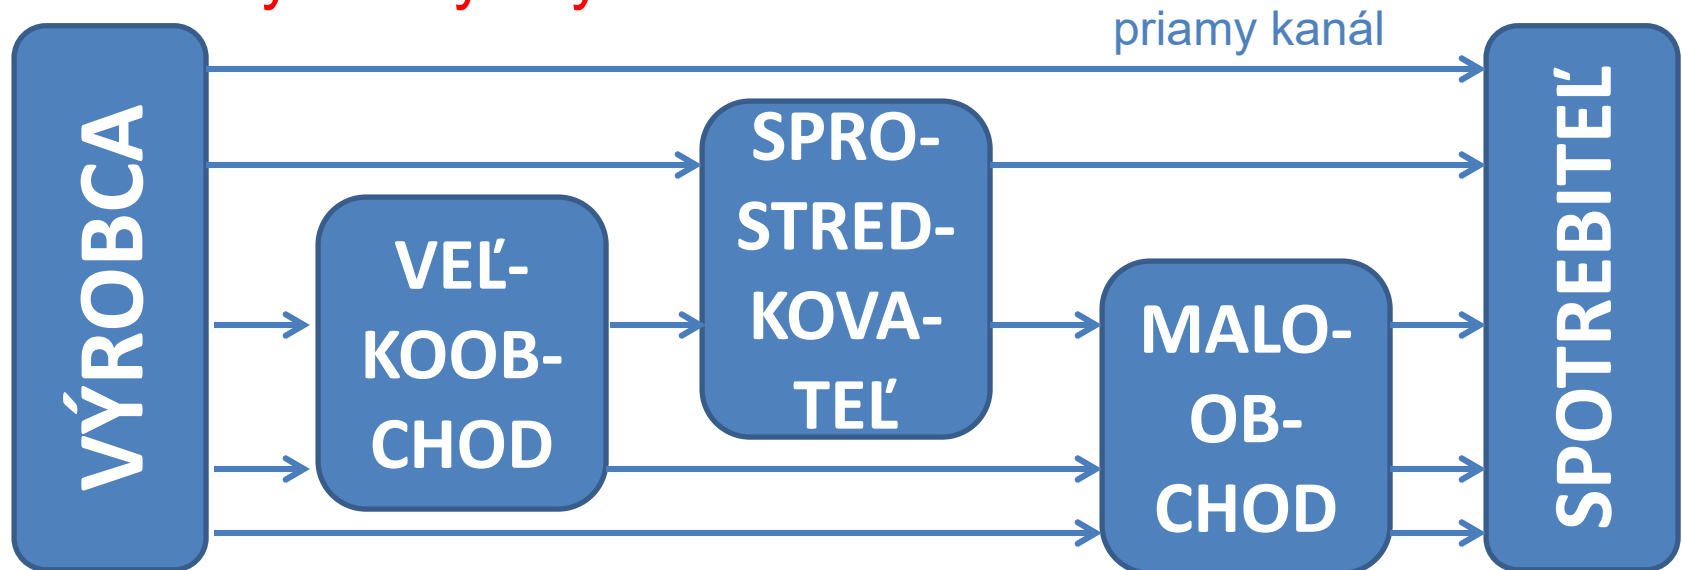 priamy kanál
VÝROBCA
VEĽ-
KOOB-
CHOD
SPRO-
STRED-
KOVA-
TEĽ
MALO-
OB-
CHOD
SPOTREBITEĽ